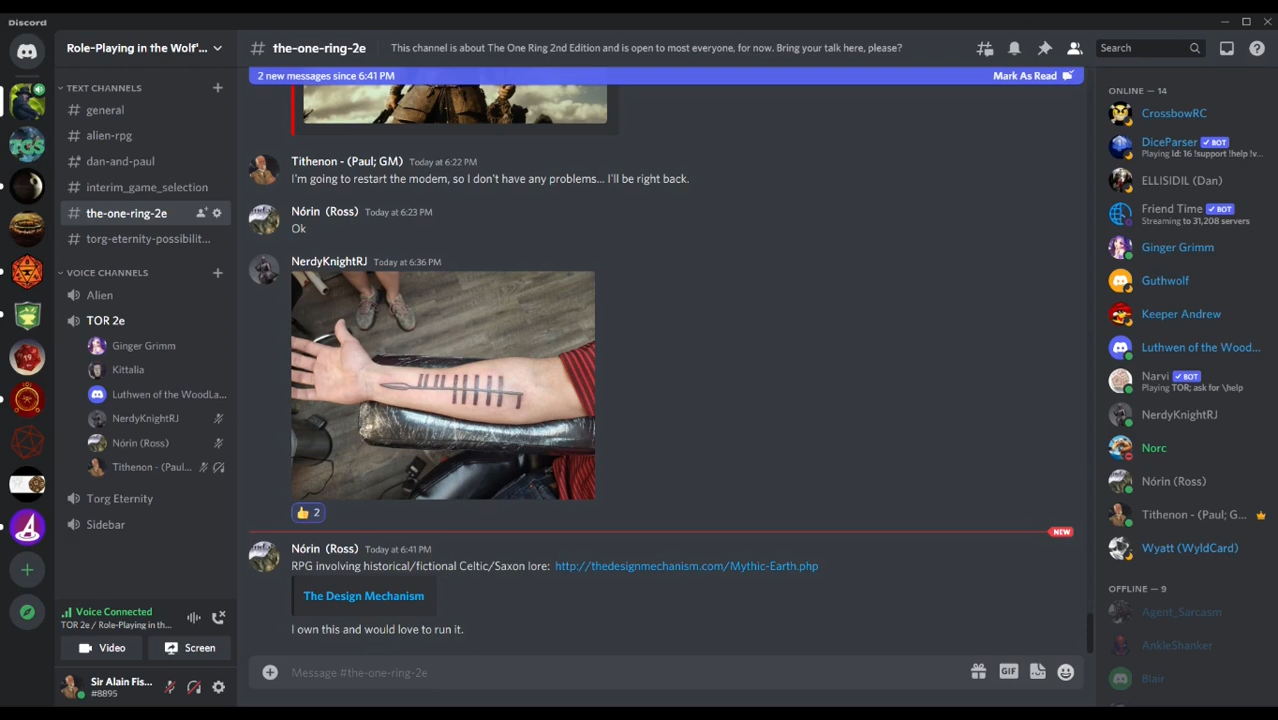 Discord
Role-Playing in the Wolf'...
# the-one-ring-2e
This channel is about The One Ring 2nd Edition and is open to most everyone, for now. Bring your talk here, please?
Search
TEXT CHANNELS
# general
# alien-rpg
# dan-and-paul
# interim_game_selection
# the-one-ring-2e
# torg-eternity-possibilit...
VOICE CHANNELS
Alien
TOR 2e
Ginger Grimm
Kittalia
Luthwen of the WoodLa...
NerdyKnightRJ
Nórin (Ross)
Tithenon - (Paul...
Torg Eternity
Sidebar
Voice Connected
TOR 2e / Role-Playing in th...
Video
Screen
Sir Alain Fis...
#8895
2 new messages since 6:41 PM
Mark As Read
Tithenon - (Paul; GM) Today at 6:22 PM
I'm going to restart the modem, so I don't have any problems... I'll be right back.
Nórin (Ross) Today at 6:23 PM
Ok
NerdyKnightRJ Today at 6:36 PM
2
NEW
Nórin (Ross) Today at 6:41 PM
RPG involving historical/fictional Celtic/Saxon lore: http://thedesignmechanism.com/Mythic-Earth.php
The Design Mechanism
I own this and would love to run it.
Message #the-one-ring-2e
GIF
ONLINE — 14
CrossbowRC
DiceParser BOT
Playing Id: 16 !support !help !v...
ELLISIDIL (Dan)
Friend Time BOT
Streaming to 31,208 servers
Ginger Grimm
Guthwolf
Keeper Andrew
Luthwen of the Wood...
Narvi BOT
Playing TOR; ask for \help
NerdyKnightRJ
Norc
Nórin (Ross)
Tithenon - (Paul; G...
Wyatt (WyldCard)
OFFLINE — 9
Agent_Sarcasm
AnkleShanker
Blair